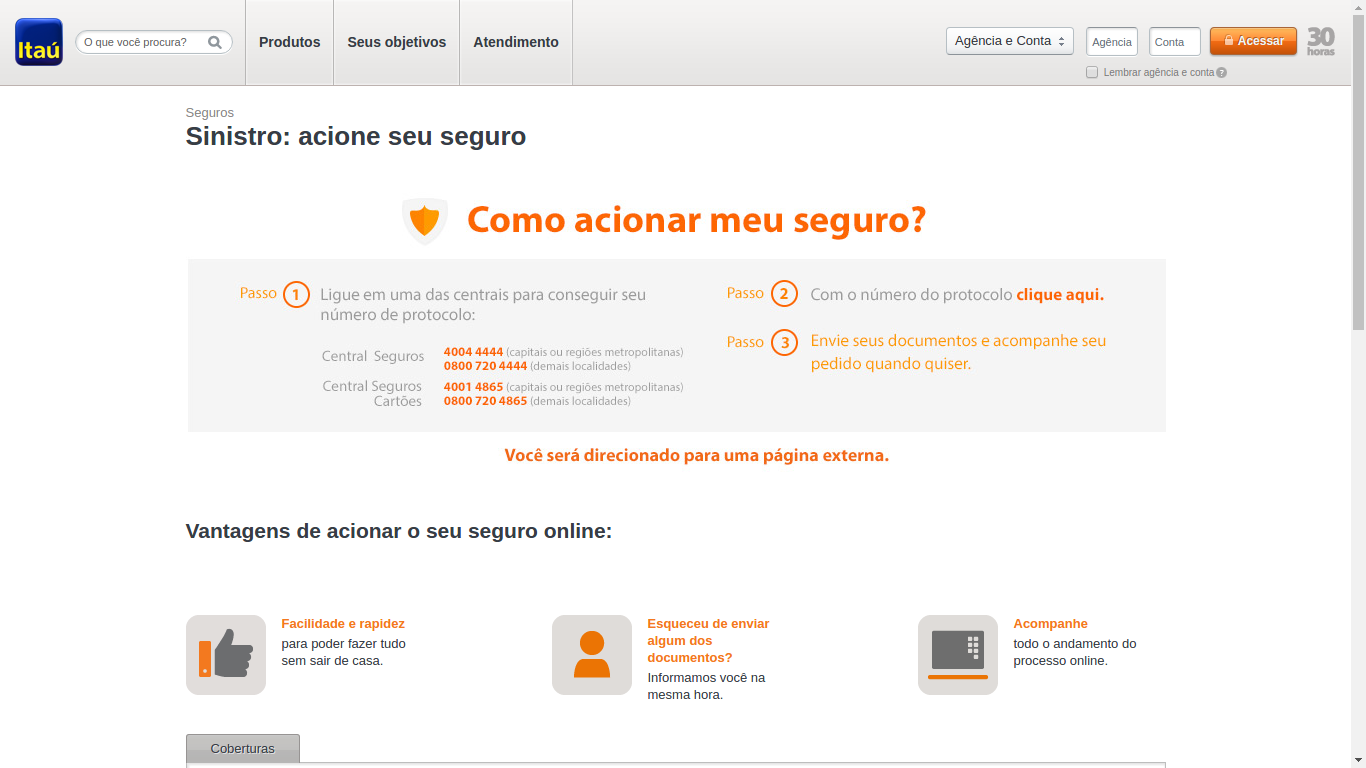 Itaú
O que você procura?
Produtos
Seus objetivos
Atendimento
Agência e Conta
Agência
Conta
Acessar
30
horas
Lembrar agência e conta ?
Seguros
Sinistro: acione seu seguro
Como acionar meu seguro?
Passo 1 Ligue em uma das centrais para conseguir seu
número de protocolo:
Central Seguros
4004 4444 (capitais ou regiões metropolitanas)
0800 720 4444 (demais localidades)
Central Seguros
Cartões
4001 4865 (capitais ou regiões metropolitanas)
0800 720 4865 (demais localidades)
Passo 2 Com o número do protocolo clique aqui.
Passo 3 Envie seus documentos e acompanhe seu
pedido quando quiser.
Você será direcionado para uma página externa.
Vantagens de acionar o seu seguro online:
Facilidade e rapidez
para poder fazer tudo
sem sair de casa.
Esqueceu de enviar
algum dos
documentos?
Informamos você na
mesma hora.
Acompanhe
todo o andamento do
processo online.
Coberturas